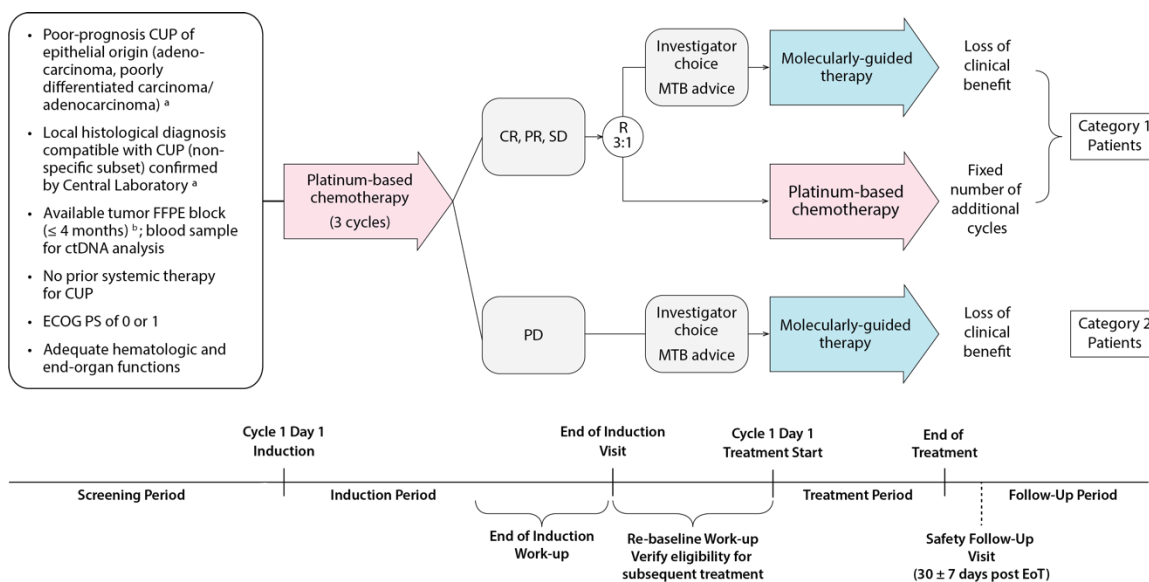 • Poor-prognosis CUP of
epithelial origin (adeno-
carcinoma, poorly
differentiated carcinoma/
adenocarcinoma) a
• Local histological diagnosis
compatible with CUP (non-
specific subset) confirmed
by Central Laboratory a
• Available tumor FFPE block
(≤ 4 months) b; blood sample
for ctDNA analysis
• No prior systemic therapy
for CUP
• ECOG PS of 0 or 1
• Adequate hematologic and
end-organ functions
Platinum-based
chemotherapy
(3 cycles)
CR, PR, SD
R
3:1
Investigator
choice
MTB advice
Molecularly-guided
therapy
Loss of
clinical
benefit
Platinum-based
chemotherapy
Fixed
number of
additional
cycles
Category 1
Patients
PD
Investigator
choice
MTB advice
Molecularly-guided
therapy
Loss of
clinical
benefit
Category 2
Patients
Cycle 1 Day 1
Induction
End of Induction
Visit
Cycle 1 Day 1
Treatment Start
End of
Treatment
Screening Period
Induction Period
Treatment Period
Follow-Up Period
End of Induction
Work-up
Re-baseline Work-up
Verify eligibility for
subsequent treatment
Safety Follow-Up
Visit
(30 ± 7 days post EoT)